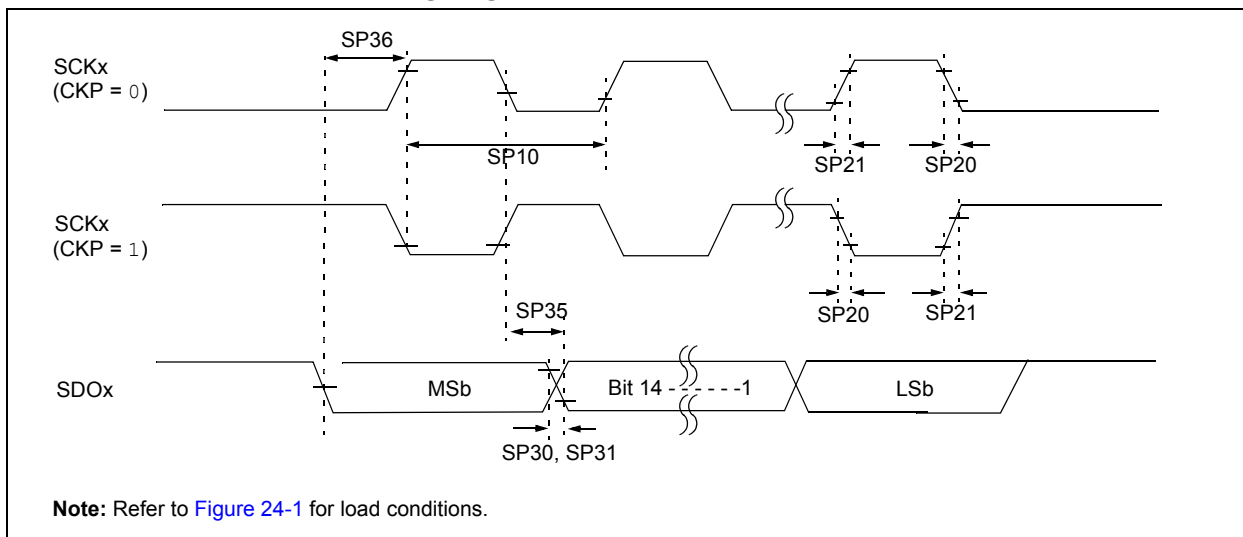 SP36
SCKx
(CKP = 0)
SP10
SP21
SP20
SCKx
(CKP = 1)
SP35
SP20
SP21
SDOx
MSb
Bit 14 - - - - - -1
LSb
SP30, SP31
Note: Refer to Figure 24-1 for load conditions.